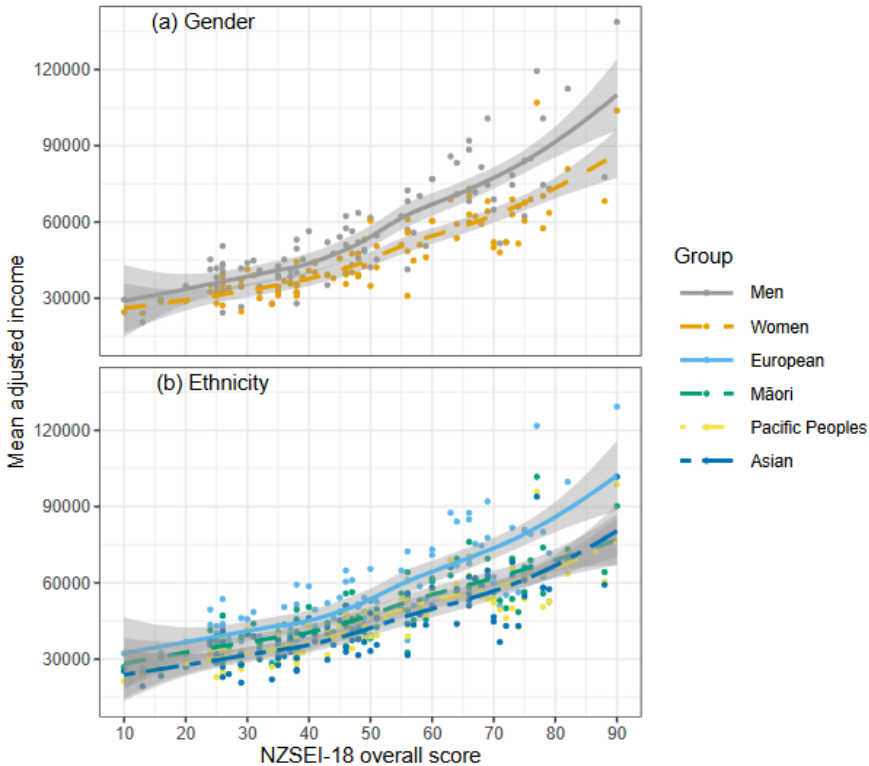 (a) Gender
120000
90000
60000
30000
(b) Ethnicity
120000
90000
60000
30000
10 20 30 40 50 60 70 80 90
NZSEI-18 overall score
Mean adjusted income
Group
Men
Women
European
Māori
Pacific Peoples
Asian